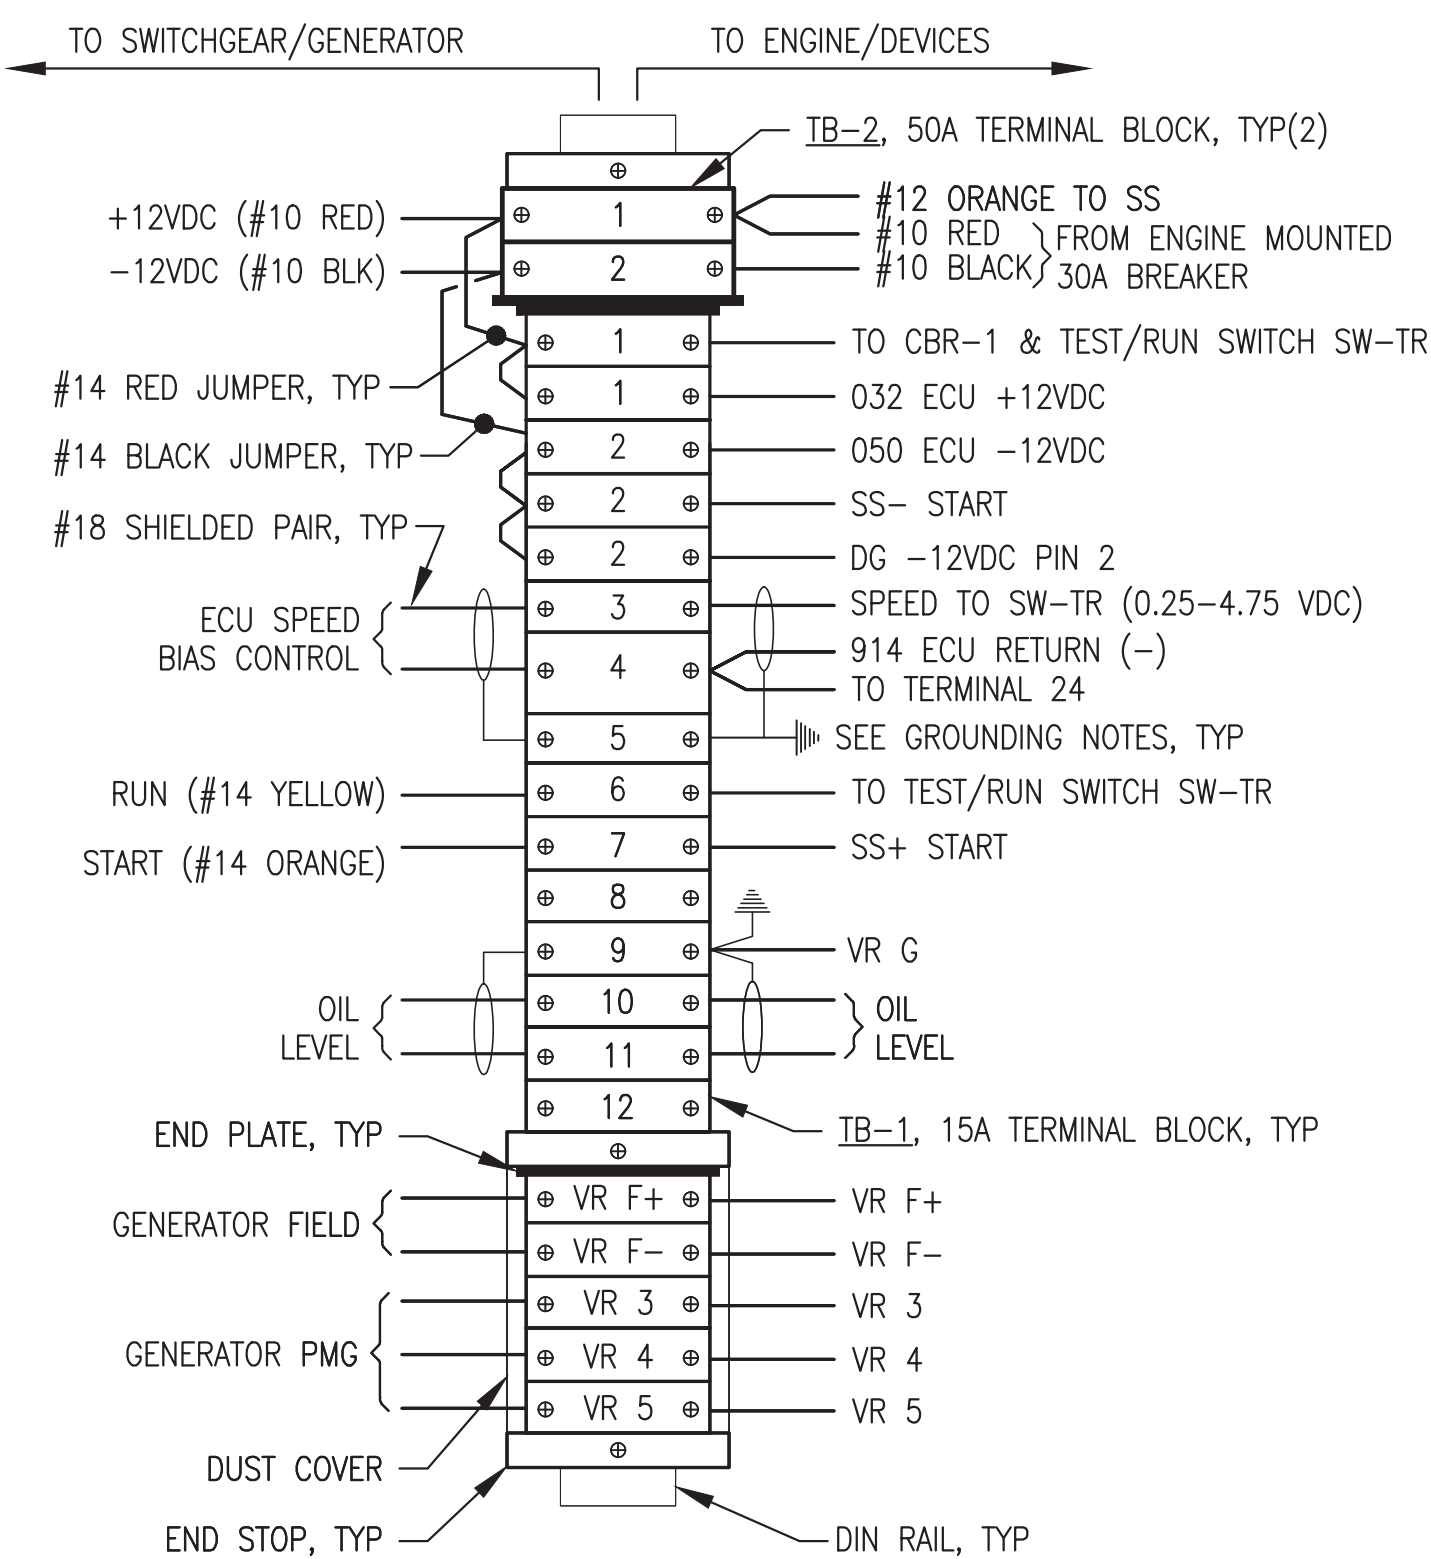 TO SWITCHGEAR/GENERATOR
TO ENGINE/DEVICES
TB-2, 50A TERMINAL BLOCK, TYP(2)
+12VDC (#10 RED)
1
#12 ORANGE TO SS
#10 RED
#10 BLACK
FROM ENGINE MOUNTED
30A BREAKER
-12VDC (#10 BLK)
2
1
TO CBR-1 & TEST/RUN SWITCH SW-TR
#14 RED JUMPER, TYP
1
032 ECU +12VDC
#14 BLACK JUMPER, TYP
2
050 ECU -12VDC
2
SS- START
#18 SHIELDED PAIR, TYP
2
DG -12VDC PIN 2
ECU SPEED
BIAS CONTROL
3
SPEED TO SW-TR (0.25-4.75 VDC)
4
914 ECU RETURN (-)
TO TERMINAL 24
5
SEE GROUNDING NOTES, TYP
RUN (#14 YELLOW)
6
TO TEST/RUN SWITCH SW-TR
START (#14 ORANGE)
7
SS+ START
8
9
VR G
OIL
LEVEL
10
11
OIL
LEVEL
12
TB-1, 15A TERMINAL BLOCK, TYP
END PLATE, TYP
GENERATOR FIELD
VR F+
VR F+
VR F-
VR F-
GENERATOR PMG
VR 3
VR 3
VR 4
VR 4
VR 5
VR 5
DUST COVER
END STOP, TYP
DIN RAIL, TYP